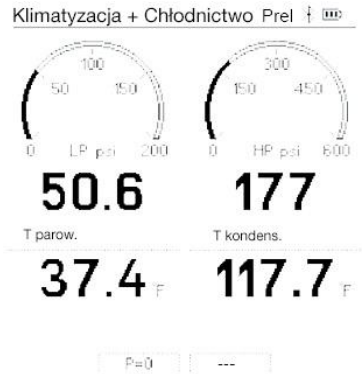 Klimatyzacja + Chłodnictwo Prel
100 300
50 150 150 450
0 LP psi 200 0 HP psi 600
50.6 177
T parow. T kondens.
37.4 °F 117.7 °F
P=0 ---